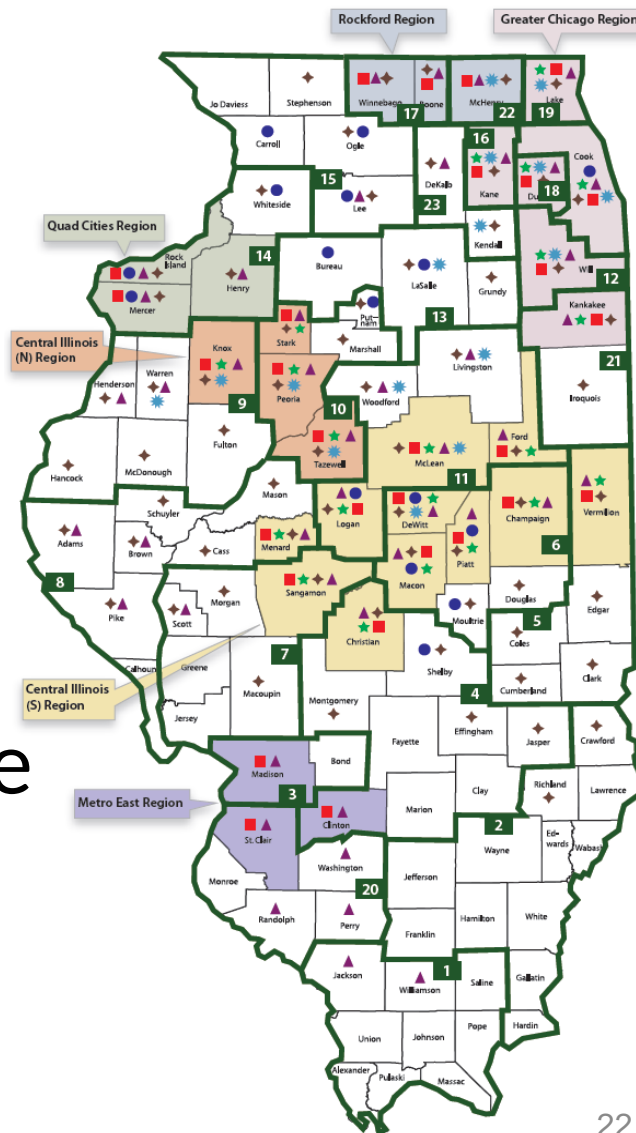 Rockford Region
Greater Chicago Region
Jo Daviess
Stephenson
Winnebago
Boone
McHenry
Lake
17
22
19
Carroll
Ogle
16
Cook
15
DeKalb
Kane
18
Whiteside
Lee
23
Quad Cities Region
Kendall
Rock
Island
14
Bureau
Will
12
Henry
LaSalle
Grundy
Mercer
Put-
nam
Kankakee
Stark
13
Central Illinois
(N) Region
Knox
Marshall
21
Warren
Livingston
Henderson
Peoria
Woodford
Iroquois
9
10
Ford
Fulton
McLean
Tazewell
Hancock
McDonough
11
Mason
Schuyler
Logan
DeWitt
Champaign
Vermilion
Adams
Menard
Brown
Cass
Piatt
6
8
Sangamon
Macon
Morgan
Douglas
Pike
Scott
Moultrie
Edgar
Christian
5
Coles
Calhoun
Greene
7
Shelby
Clark
Central Illinois
(S) Region
Macoupin
4
Cumberland
Jersey
Montgomery
Effingham
Fayette
Jasper
Crawford
e
Madison
Bond
Clay
Richland
Lawrence
Metro East Region
3
Marion
Clinton
2
St. Clair
Wayne
Ed-
wards
Wabash
Washington
Monroe
Jefferson
20
Randolph
Perry
Hamilton
White
Franklin
1
Jackson
Williamson
Saline
Gallatin
Union
Johnson
Pope
Hardin
Alexander
Pulaski
Massac
22